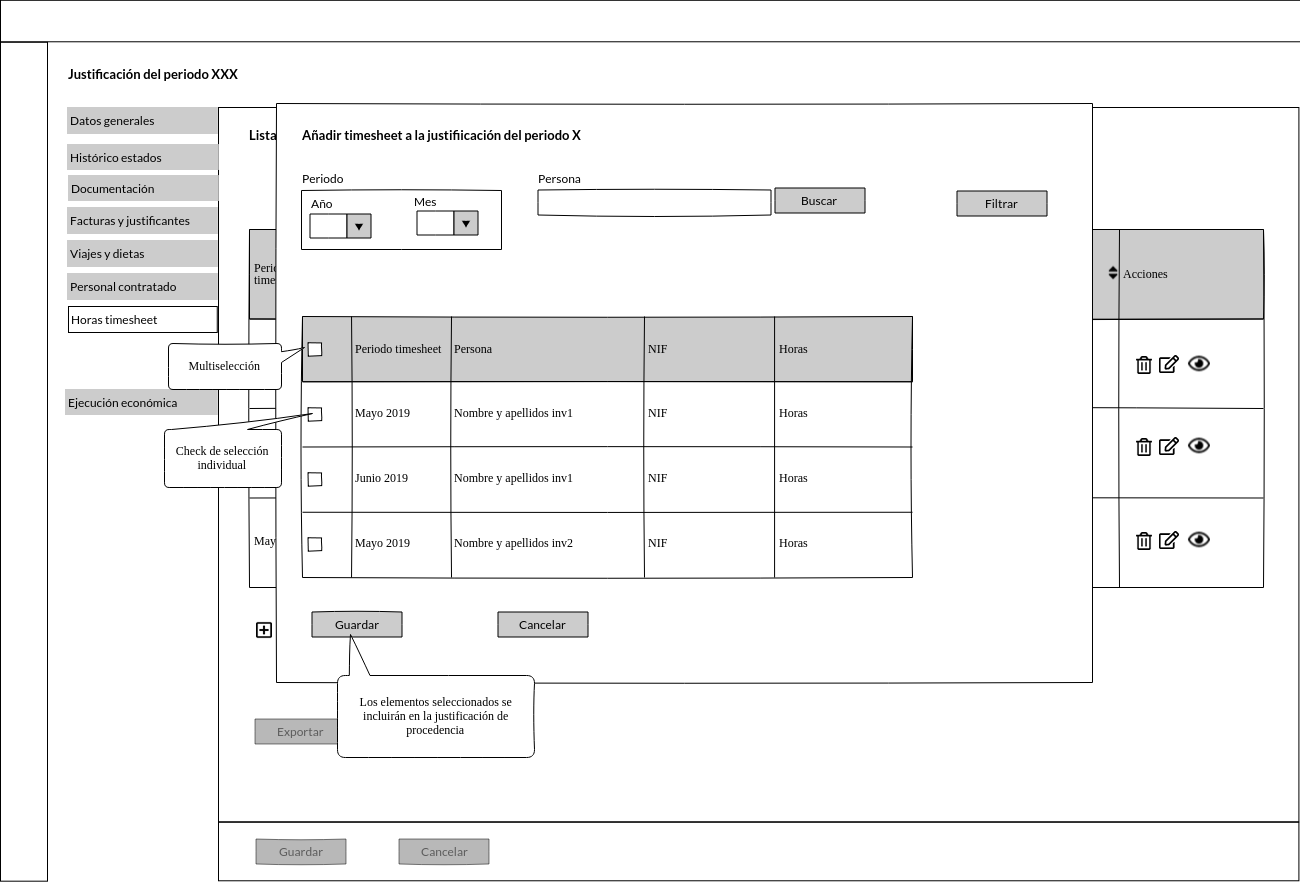 Justificación del periodo XXX
Datos generales
Histórico estados
Documentación
Facturas y justificantes
Viajes y dietas
Personal contratado
Horas timesheet
Ejecución económica
Lista
Añadir timesheet a la justifiicación del periodo X
Periodo
Año
Mes
Persona
Buscar
Filtrar
Acciones
Periodo timesheet Persona NIF Horas
Mayo 2019 Nombre y apellidos inv1 NIF Horas
Junio 2019 Nombre y apellidos inv1 NIF Horas
Mayo 2019 Nombre y apellidos inv2 NIF Horas
May
Multiselección
Check de selección
individual
Guardar
Cancelar
Los elementos seleccionados se
incluirán en la justificación de
procedencia
Exportar
Guardar
Cancelar